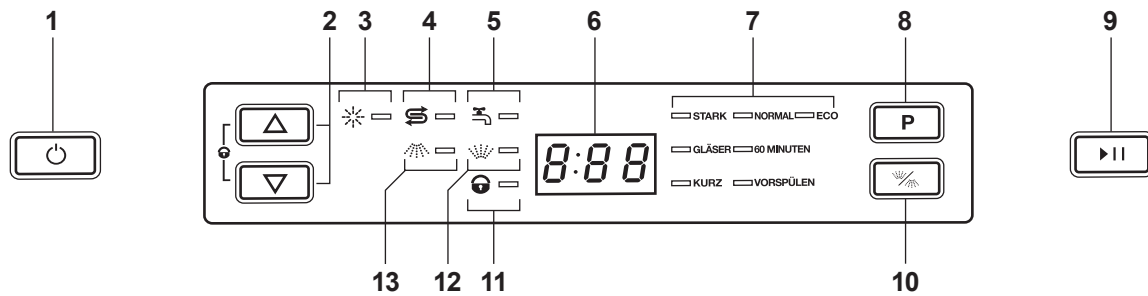 1 2 3 4 5 6 7 8 9
STARK NORMAL ECO P
8:88
GLÄSER 60 MINUTEN
KURZ VORSPÜLEN
13 12 11 10